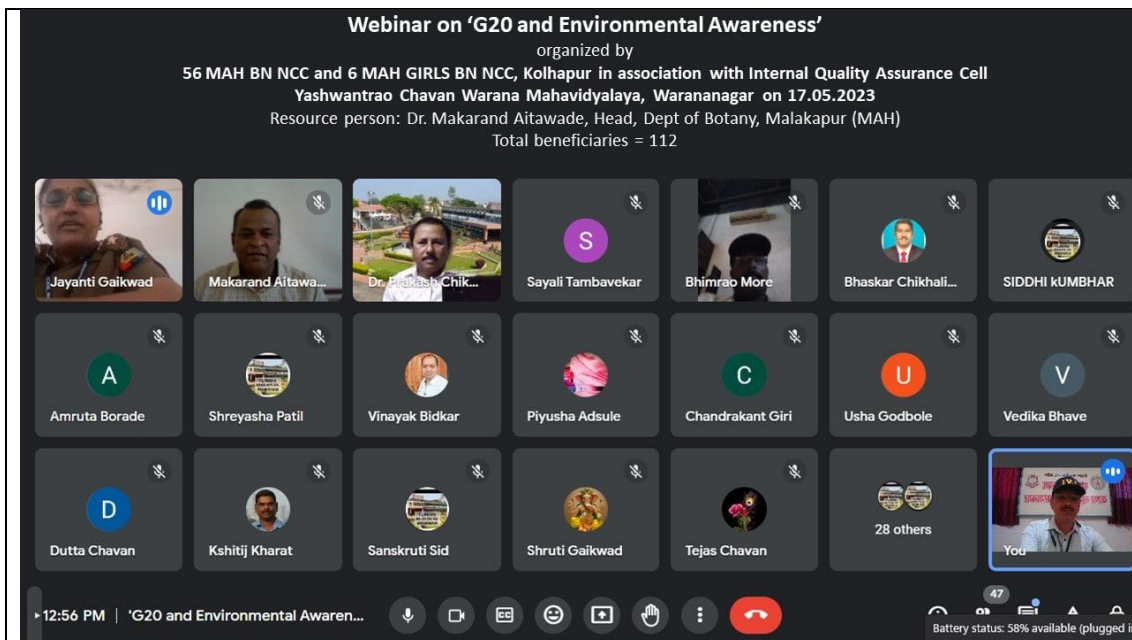 Webinar on ‘G20 and Environmental Awareness’
organized by
56 MAH BN NCC and 6 MAH GIRLS BN NCC, Kolhapur in association with Internal Quality Assurance Cell
Yashwantrao Chavan Warana Mahavidyalaya, Warananagar on 17.05.2023
Resource person: Dr. Makarand Aitawade, Head, Dept of Botany, Malakapur (MAH)
Total beneficiaries = 112
Jayanti Gaikwad
Makarand Aitawa...
Dr. Prakash Chik...
S
Sayali Tambavekar
Bhimrao More
Bhaskar Chikhali...
SIDDHI kUMBHAR
A
Amruta Borade
Shreyasha Patil
Vinayak Bidkar
Piyusha Adsule
C
Chandrakant Giri
U
Usha Godbole
V
Vedika Bhave
D
Dutta Chavan
Kshitij Kharat
Sanskruti Sid
Shruti Gaikwad
Tejas Chavan
28 others
You
12:56 PM | 'G20 and Environmental Awaren...
CC
47
Battery status: 58% available (plugged i